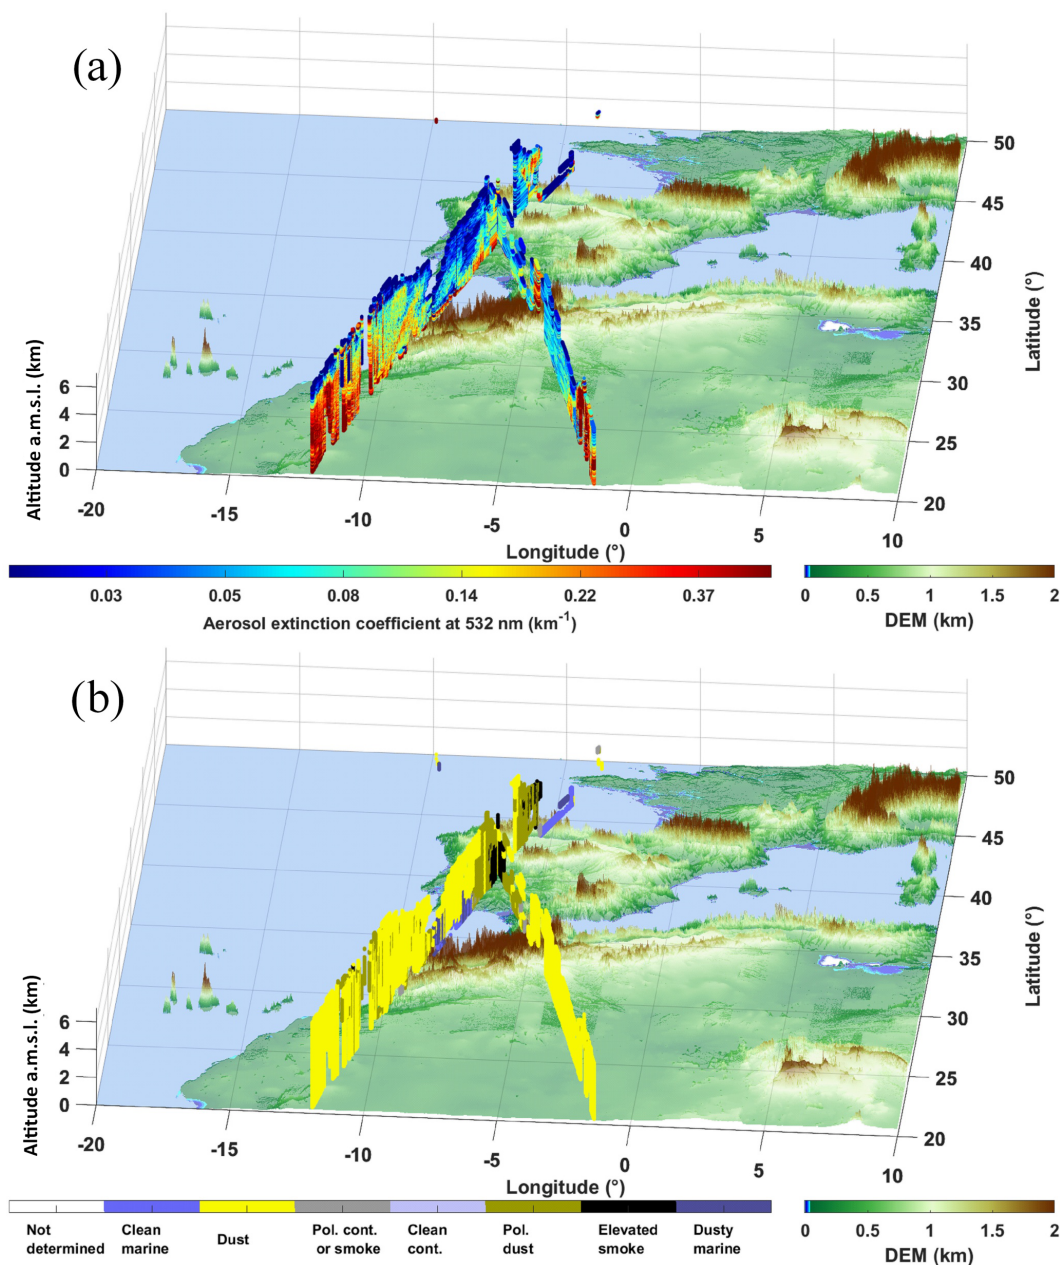 (a)
50
45
40
35
30
25
20
Latitude (°)
Altitude a.m.s.l. (km)
6
4
2
0
-20
-15
-10
-5
0
5
10
Longitude (°)
0.03 0.05 0.08 0.14 0.22 0.37
Aerosol extinction coefficient at 532 nm (km-1)
0 0.5 1 1.5 2
DEM (km)
(b)
50
45
40
35
30
25
20
Latitude (°)
Altitude a.m.s.l. (km)
6
4
2
0
-20
-15
-10
-5
0
5
10
Longitude (°)
Not determined
Clean marine
Dust
Pol. cont. or smoke
Clean cont.
Pol. dust
Elevated smoke
Dusty marine
0 0.5 1 1.5 2
DEM (km)